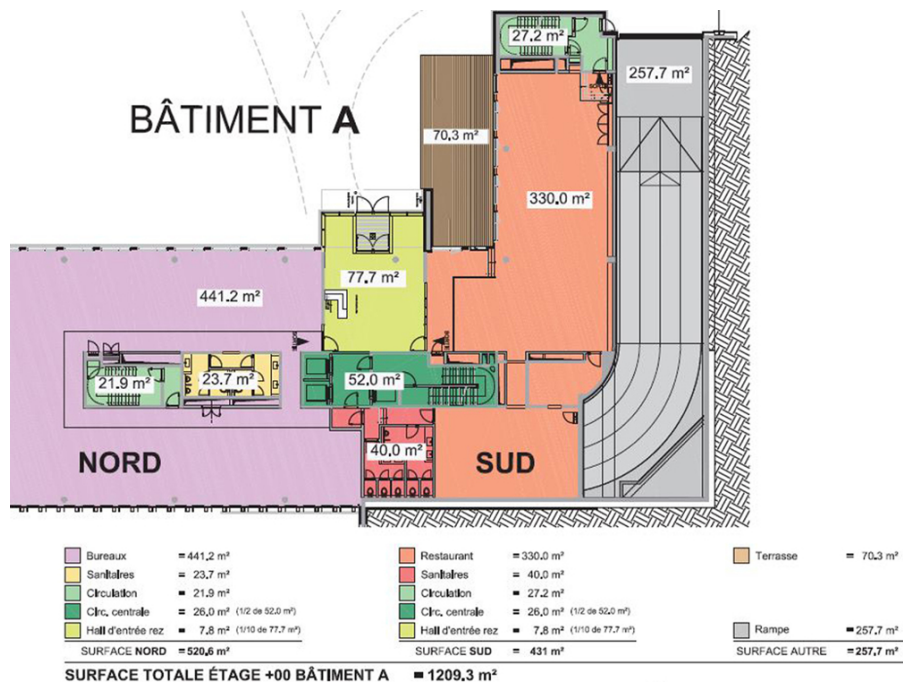 27.2 m²
257.7 m²
BÂTIMENT A
70.3 m²
330.0 m²
77.7 m²
441.2 m²
21.9 m²
23.7 m²
52.0 m²
40.0 m²
NORD
SUD
Bureaux = 441.2 m²
Sanitaires = 23.7 m²
Circulation = 21.9 m²
Circ. centrale = 26.0 m² (1/2 de 52.0 m²)
Hall d'entrée rez = 7.8 m² (1/10 de 77.7 m²)
SURFACE NORD = 520.6 m²
Restaurant = 330.0 m²
Sanitaires = 40.0 m²
Circulation = 27.2 m²
Circ. centrale = 26.0 m² (1/2 de 52.0 m²)
Hall d'entrée rez = 7.8 m² (1/10 de 77.7 m²)
SURFACE SUD = 431 m²
Terrasse = 70.3 m²
Rampe = 257.7 m²
SURFACE AUTRE = 257.7 m²
SURFACE TOTALE ÉTAGE +00 BÂTIMENT A = 1209.3 m²